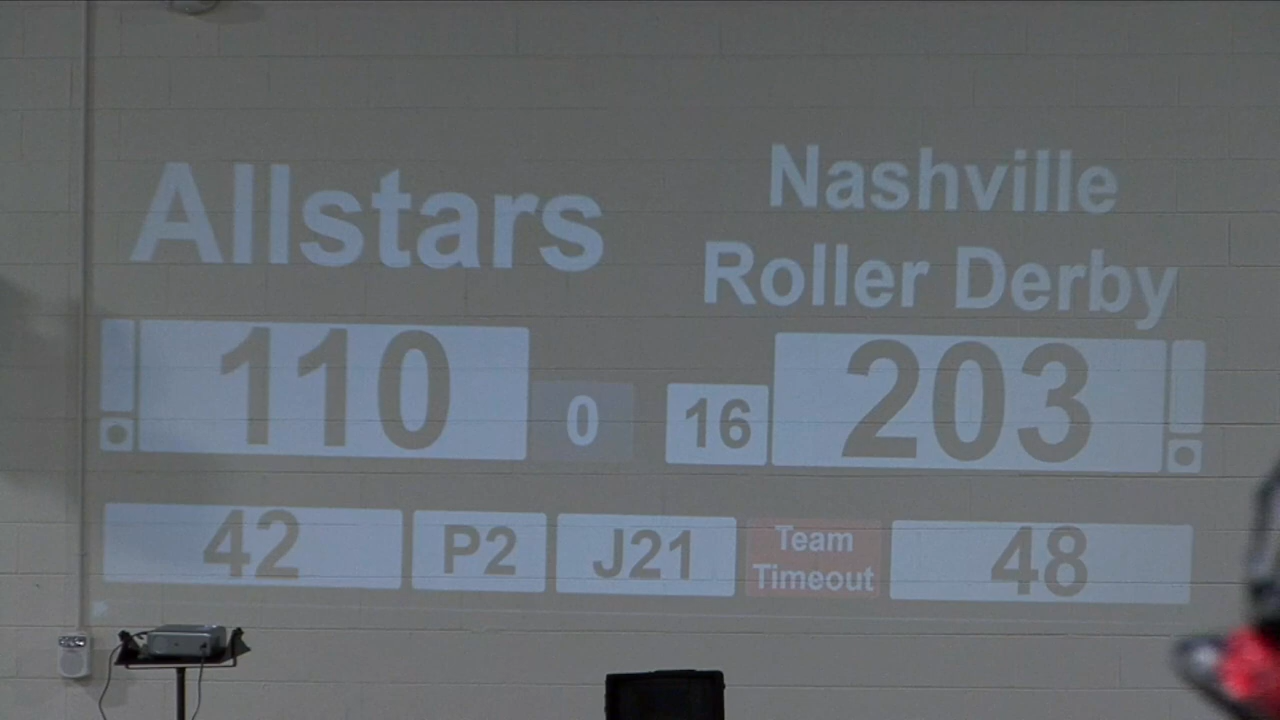 Allstars
Nashville
Roller Derby
110
0
16
203
42
P2
J21
Team
Timeout
48